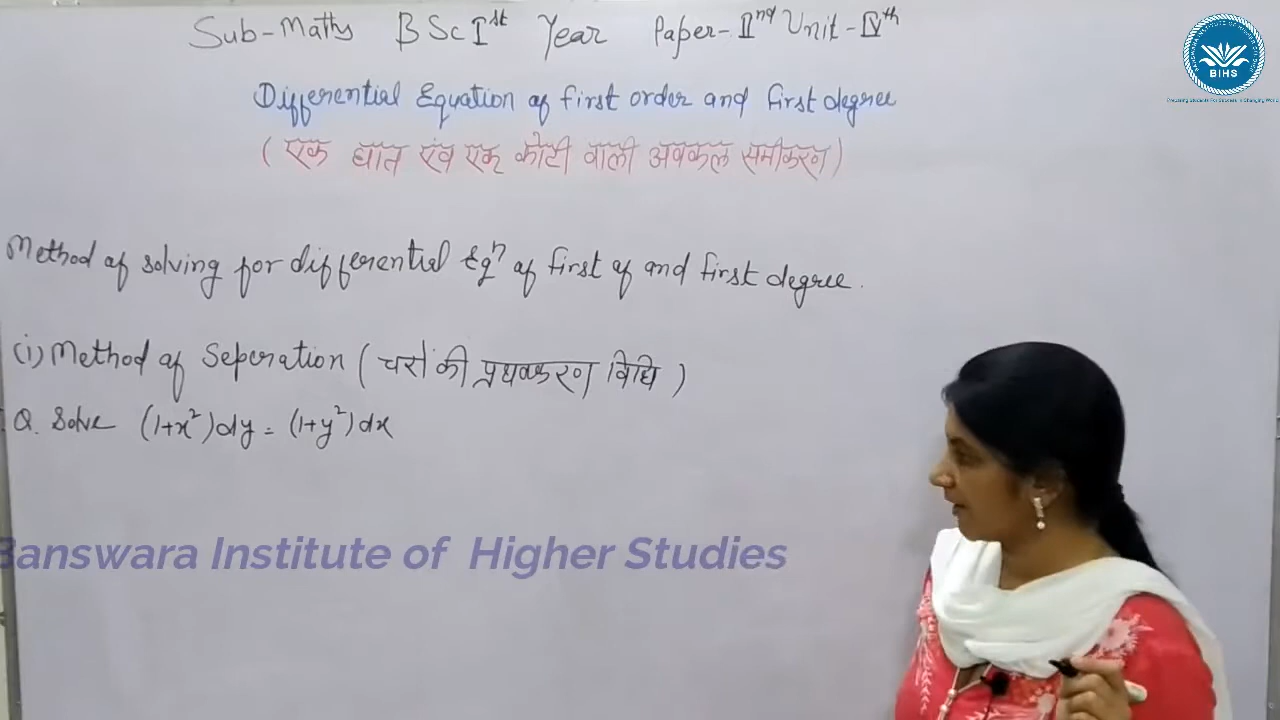 Sub-Maths BSc Ist Year Paper-IInd Unit-IVth
BIHS
Differential Equation of first order and first degree
(एक घात एंव एक कोटी वाली अवकल समीकरण)
Method of solving for differential Eqn of first of and first degree.
(i) Method of Seperation (चरों की प्रथक्करण विधि)
Q. Solve (1+x²)dy = (1+y²)dx
Banswara Institute of Higher Studies